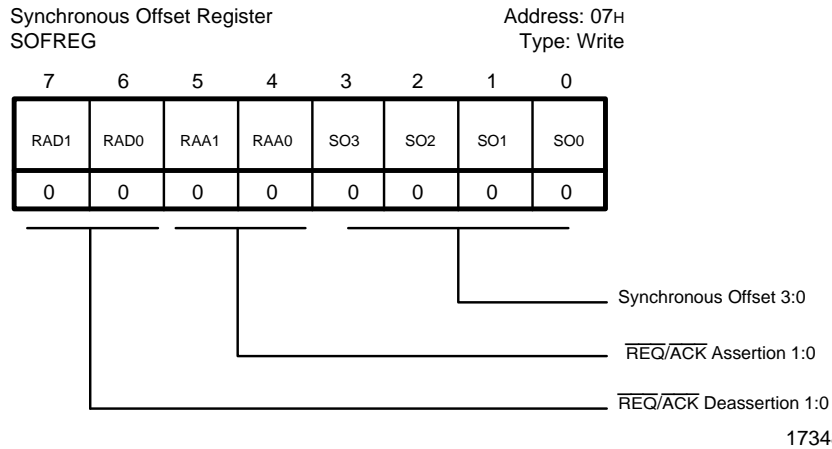 Synchronous Offset Register Address: 07H
SOFREG Type: Write
7 6 5 4 3 2 1 0
RAD1 RAD0 RAA1 RAA0 SO3 SO2 SO1 SO0
0 0 0 0 0 0 0 0
Synchronous Offset 3:0
REQ/ACK Assertion 1:0
REQ/ACK Deassertion 1:0
1734